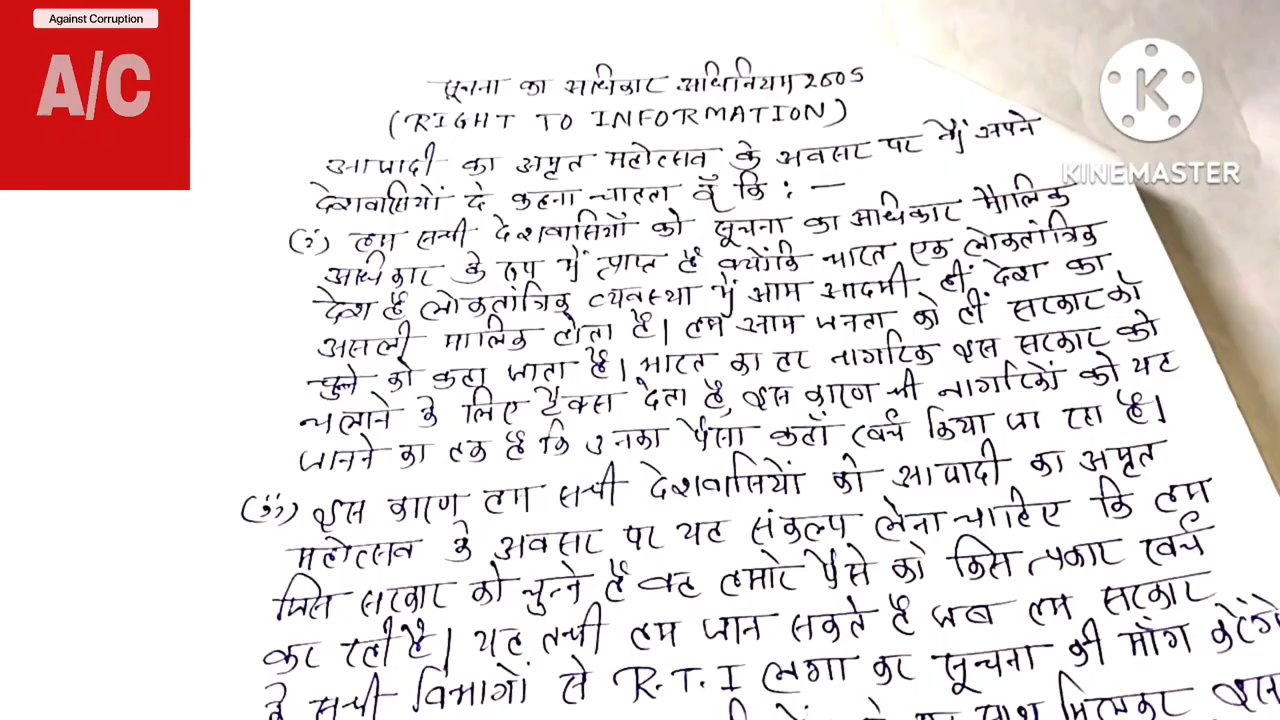 Against Corruption
A/C
K
KINEMASTER
सूचना का अधिकार अधिनियम 2005
(RIGHT TO INFORMATION)
आजादी का अमृत महोत्सव के अवसर पर मैं अपने
देशवासियों से कहना चाहता हूँ कि : —
(i) हम सभी देशवासियों को सूचना का अधिकार मौलिक
अधिकार के रूप में प्राप्त है क्योंकि भारत एक लोकतांत्रिक
देश है लोकतांत्रिक व्यवस्था में आम आदमी ही देश का
असली मालिक होता है। हम आम जनता को ही सरकार को
चुन्ने को कहा जाता है। भारत का हर नागरिक इस सरकार को
चलाने के लिए टैक्स देता है, इस कारण भी नागरिकों को यह
जानने का हक है कि उनका पैसा कहाँ खर्च किया जा रहा है।
(ii) इस कारण हम सभी देशवासियों को आजादी का अमृत
महोत्सव के अवसर पर यह संकल्प लेना चाहिए कि हम
जिस सरकार को चुन्ने है वह हमारे पैसे को किस प्रकार खर्च
कर रही है। यह तभी हम जान सकते है जब हम सरकार
के सभी विभागों से R.T.I लगा कर सूचना की माँग करेंगे
मिलकर इस